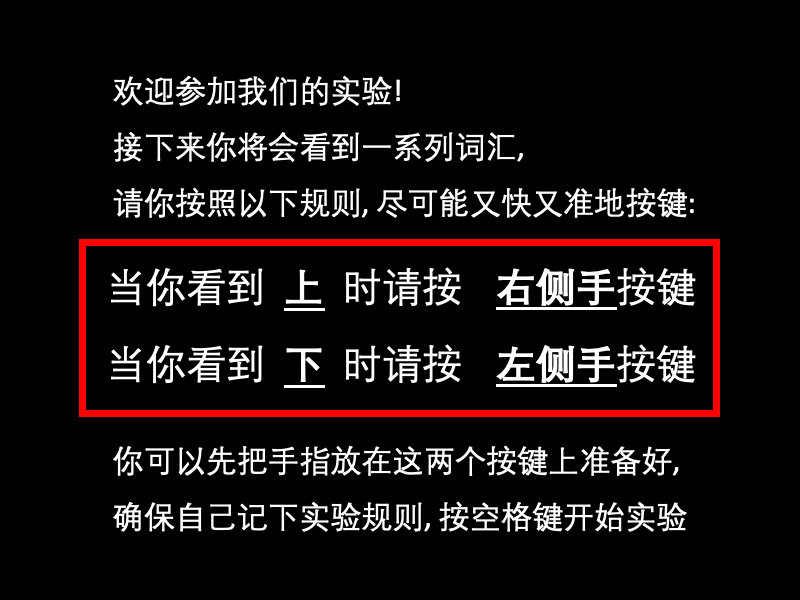 欢迎参加我们的实验!
接下来你将会看到一系列词汇,
请你按照以下规则, 尽可能又快又准地按键:
当你看到 上 时请按 右侧手按键
当你看到 下 时请按 左侧手按键
你可以先把手指放在这两个按键上准备好,
确保自己记下实验规则, 按空格键开始实验